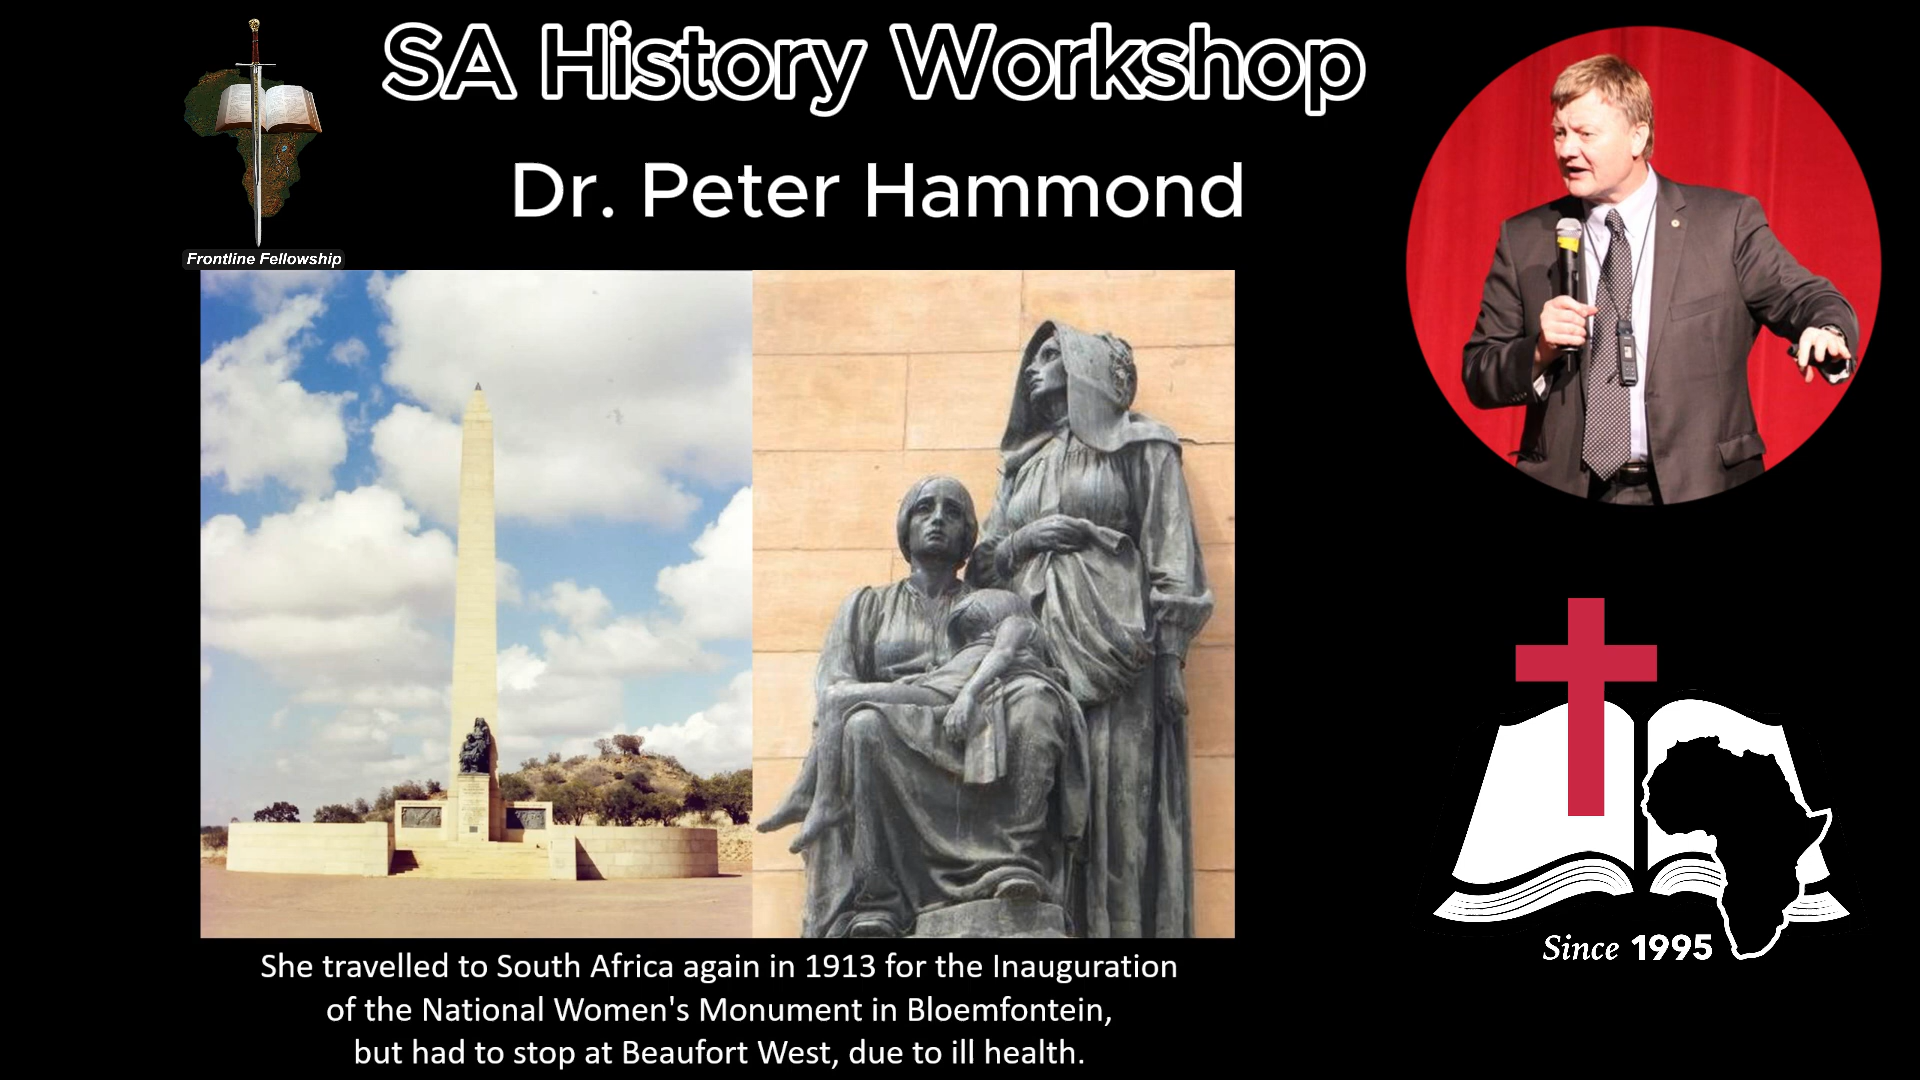 SA History Workshop
Dr. Peter Hammond
Frontline Fellowship
She travelled to South Africa again in 1913 for the Inauguration
of the National Women's Monument in Bloemfontein,
but had to stop at Beaufort West, due to ill health.
Since 1995